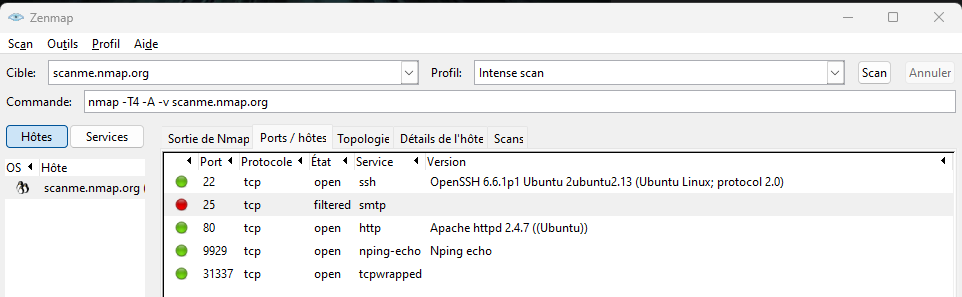 Zenmap
Scan Outils Profil Aide
Cible: scanme.nmap.org Profil: Intense scan Scan Annuler
Commande: nmap -T4 -A -v scanme.nmap.org
Hôtes Services Sortie de Nmap Ports / hôtes Topologie Détails de l'hôte Scans
OS Hôte Port Protocole État Service Version
scanme.nmap.org ( 22 tcp open ssh OpenSSH 6.6.1p1 Ubuntu 2ubuntu2.13 (Ubuntu Linux; protocol 2.0)
25 tcp filtered smtp
80 tcp open http Apache httpd 2.4.7 ((Ubuntu))
9929 tcp open nping-echo Nping echo
31337 tcp open tcpwrapped